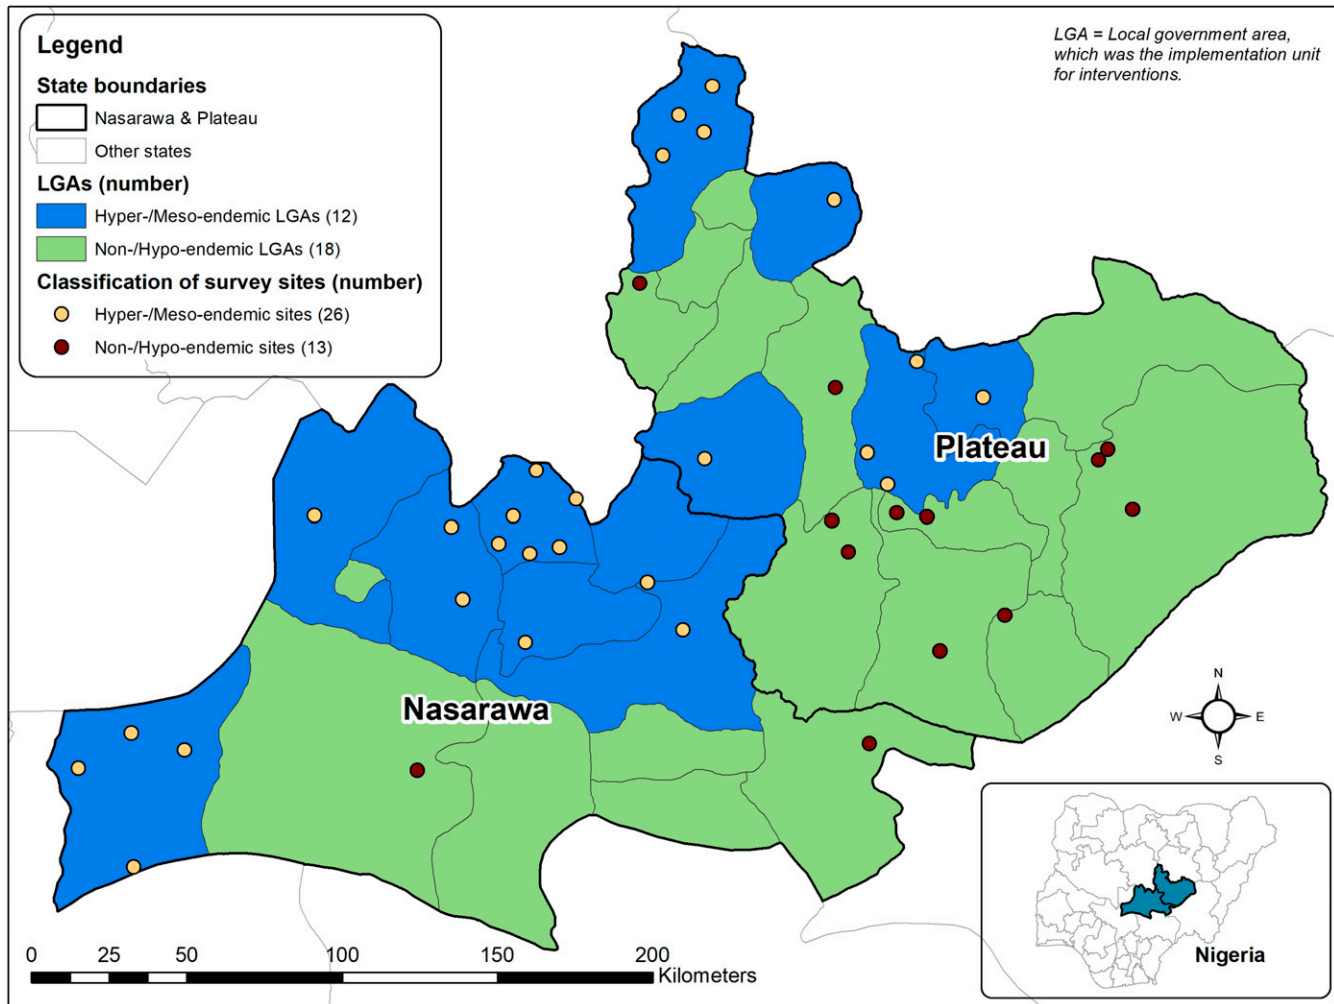 Legend
State boundaries
Nasarawa & Plateau
Other states
LGAs (number)
Hyper-/Meso-endemic LGAs (12)
Non-/Hypo-endemic LGAs (18)
Classification of survey sites (number)
Hyper-/Meso-endemic sites (26)
Non-/Hypo-endemic sites (13)
LGA = Local government area,
which was the implementation unit
for interventions.
Plateau
Nasarawa
N
W E
S
Nigeria
0 25 50 100 150 200
Kilometers